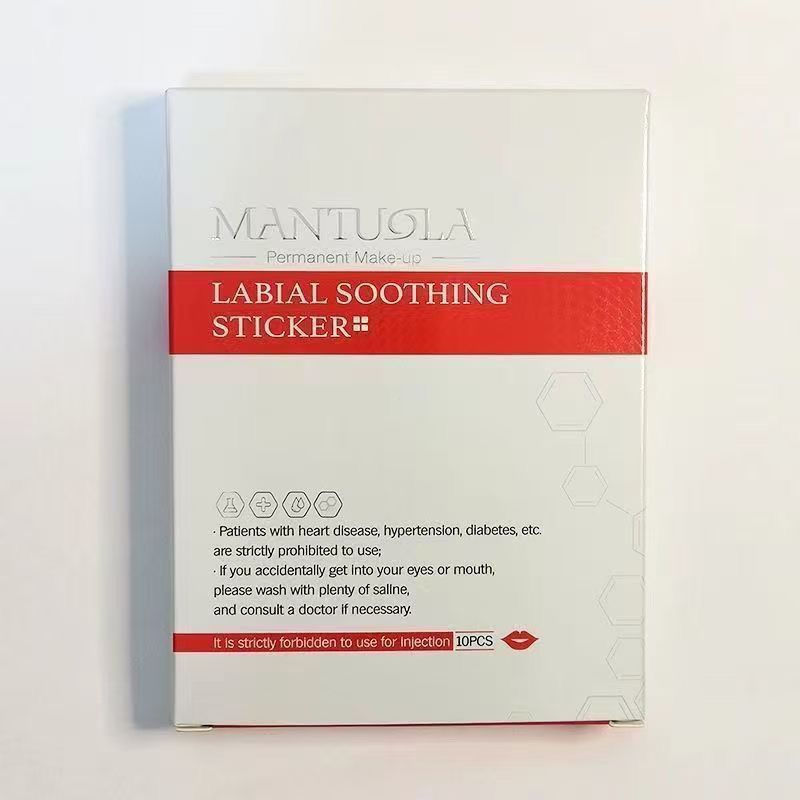 MANTUOLA
Permanent Make-up
LABIAL SOOTHING
STICKER
· Patients with heart disease, hypertension, diabetes, etc.
are strictly prohibited to use;
· If you accidentally get into your eyes or mouth,
please wash with plenty of saline,
and consult a doctor if necessary.
It is strictly forbidden to use for Injection 10PCS